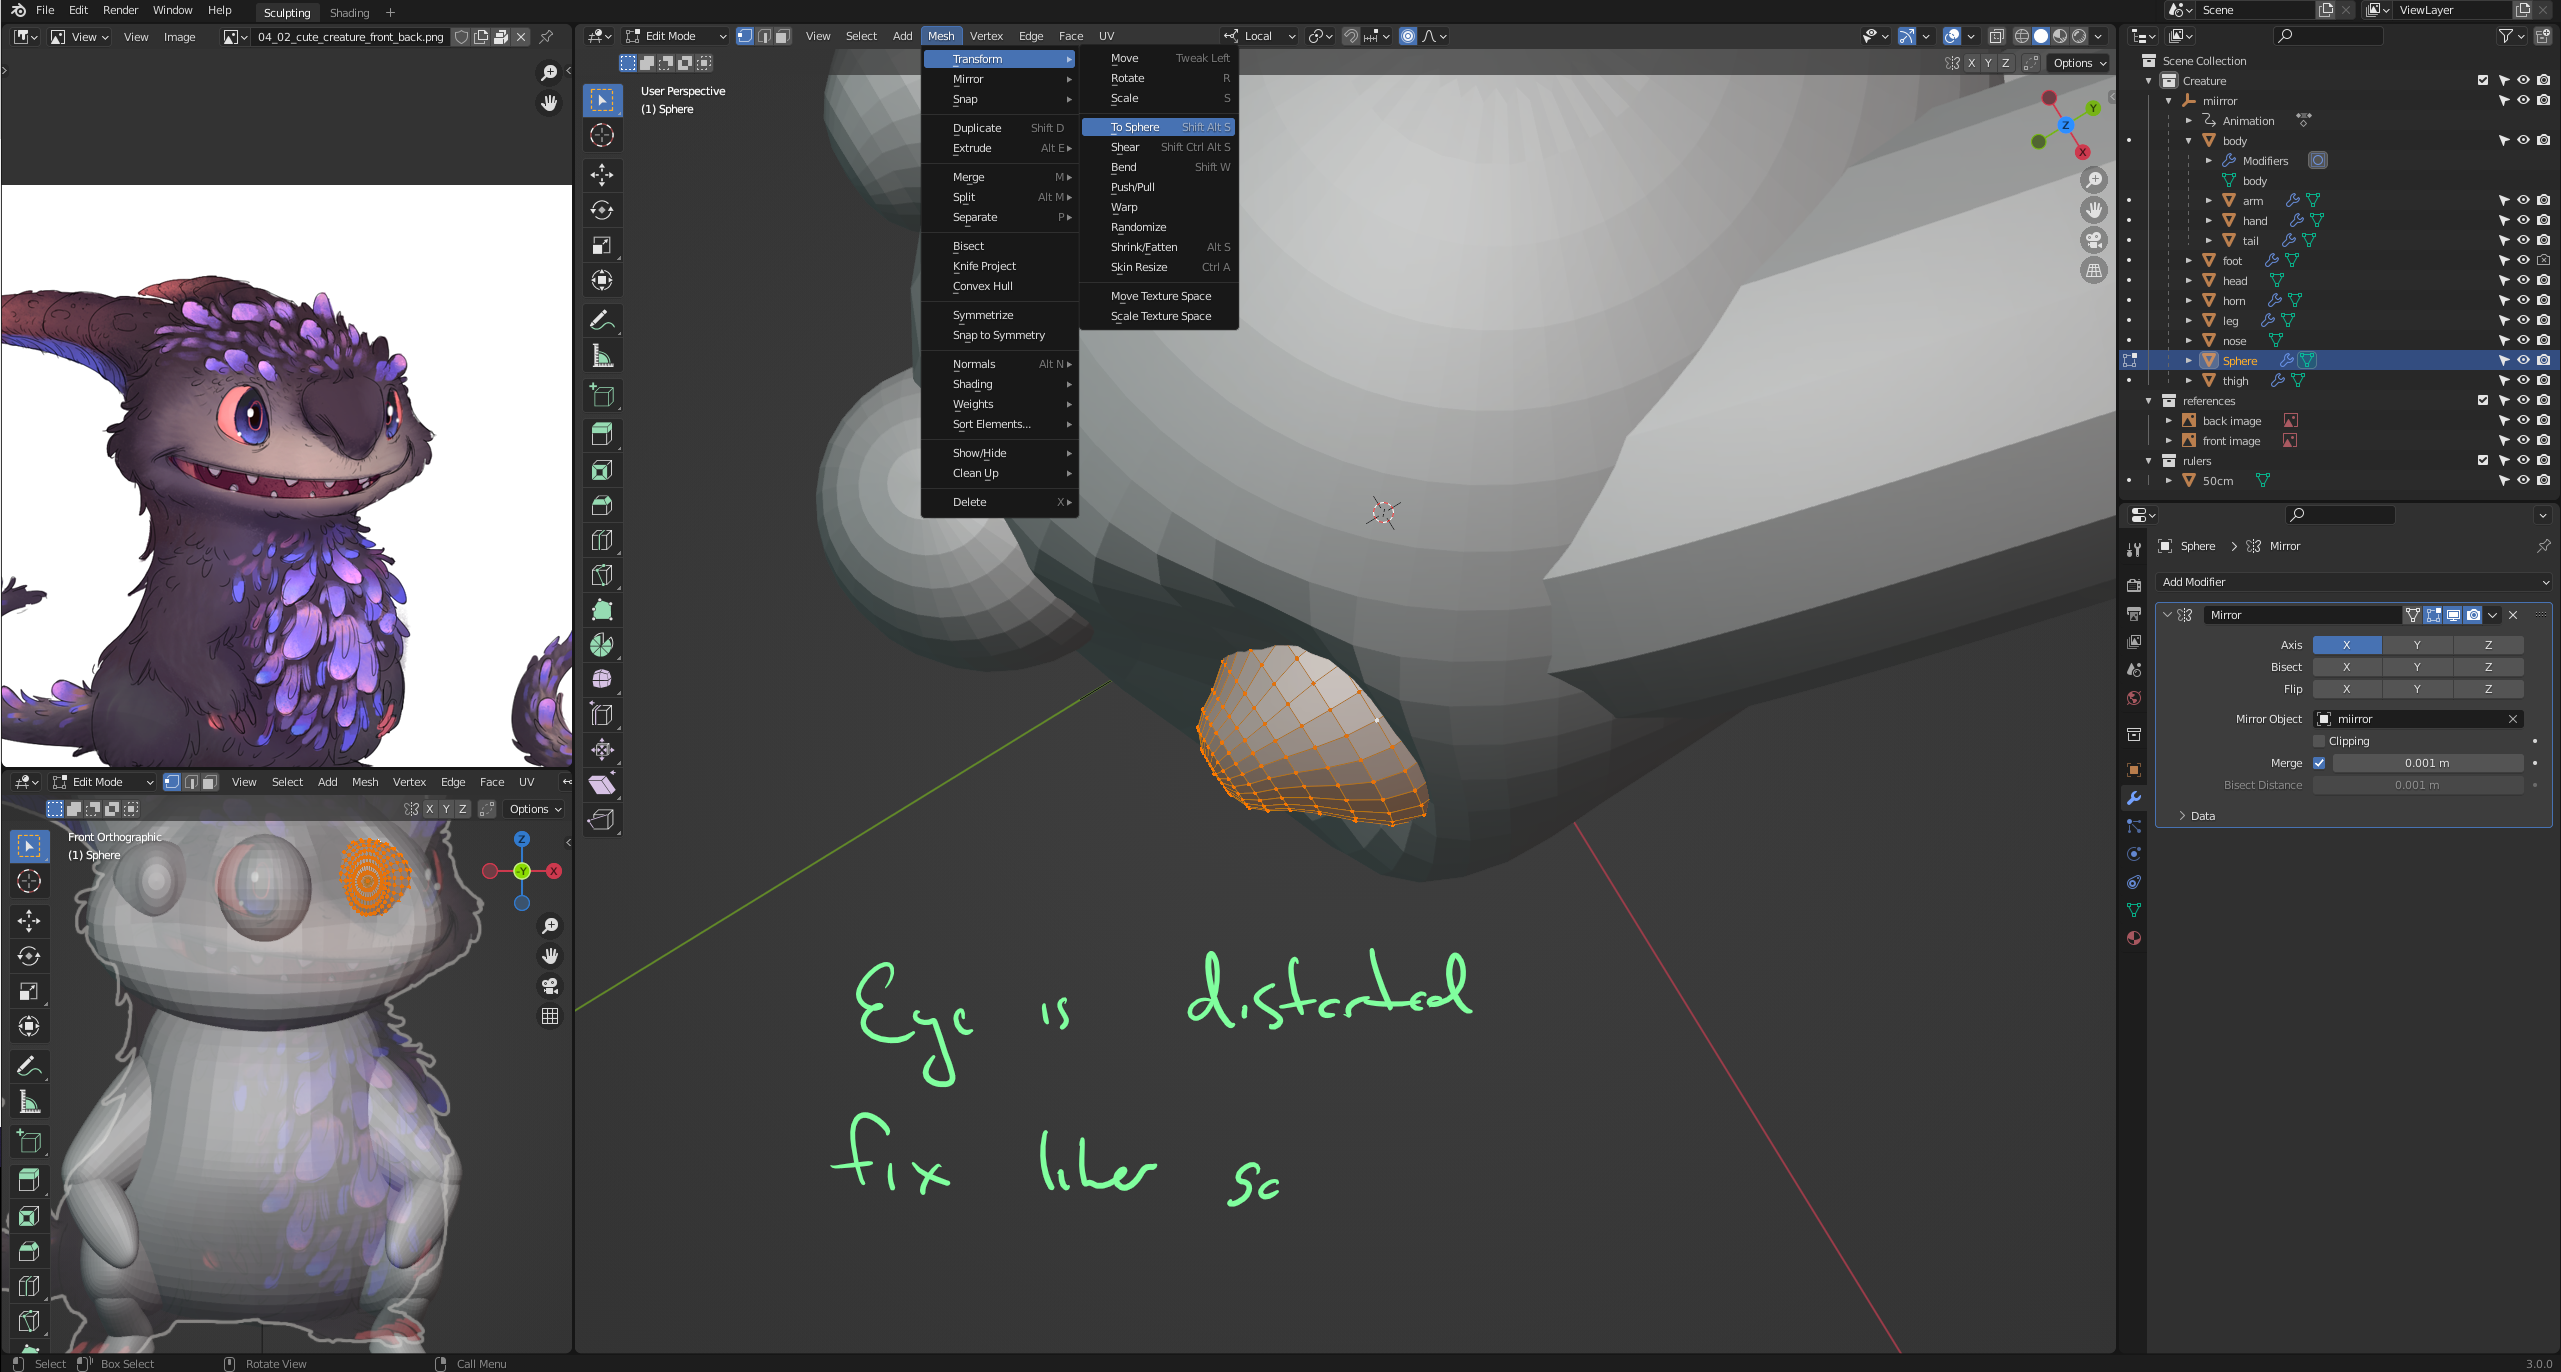 File Edit Render Window Help Sculpting Shading + Scene ViewLayer
View View Image 04_02_cute_creature_front_back.png
Edit Mode View Select Add Mesh Vertex Edge Face UV Local
X Y Z Options
User Perspective
(1) Sphere
Transform
Mirror
Snap
Duplicate Shift D
Extrude Alt E
Merge M
Split Alt M
Separate P
Bisect
Knife Project
Convex Hull
Symmetrize
Snap to Symmetry
Normals Alt N
Shading
Weights
Sort Elements...
Show/Hide
Clean Up
Delete X
Move Tweak Left
Rotate R
Scale S
To Sphere Shift Alt S
Shear Shift Ctrl Alt S
Bend Shift W
Push/Pull
Warp
Randomize
Shrink/Fatten Alt S
Skin Resize Ctrl A
Move Texture Space
Scale Texture Space
Y
Z
X
Eye is distorted
fix like so
Edit Mode View Select Add Mesh Vertex Edge Face UV
X Y Z Options
Front Orthographic
(1) Sphere
Z
-Y X
Scene Collection
Creature
miirror
Animation
body
Modifiers
body
arm
hand
tail
foot
head
horn
leg
nose
Sphere
thigh
references
back image
front image
rulers
50cm
Sphere > Mirror
Add Modifier
Mirror
Axis X Y Z
Bisect X Y Z
Flip X Y Z
Mirror Object miirror
Clipping
Merge 0.001 m
Bisect Distance 0.001 m
Data
Select Box Select Rotate View Call Menu 3.0.0